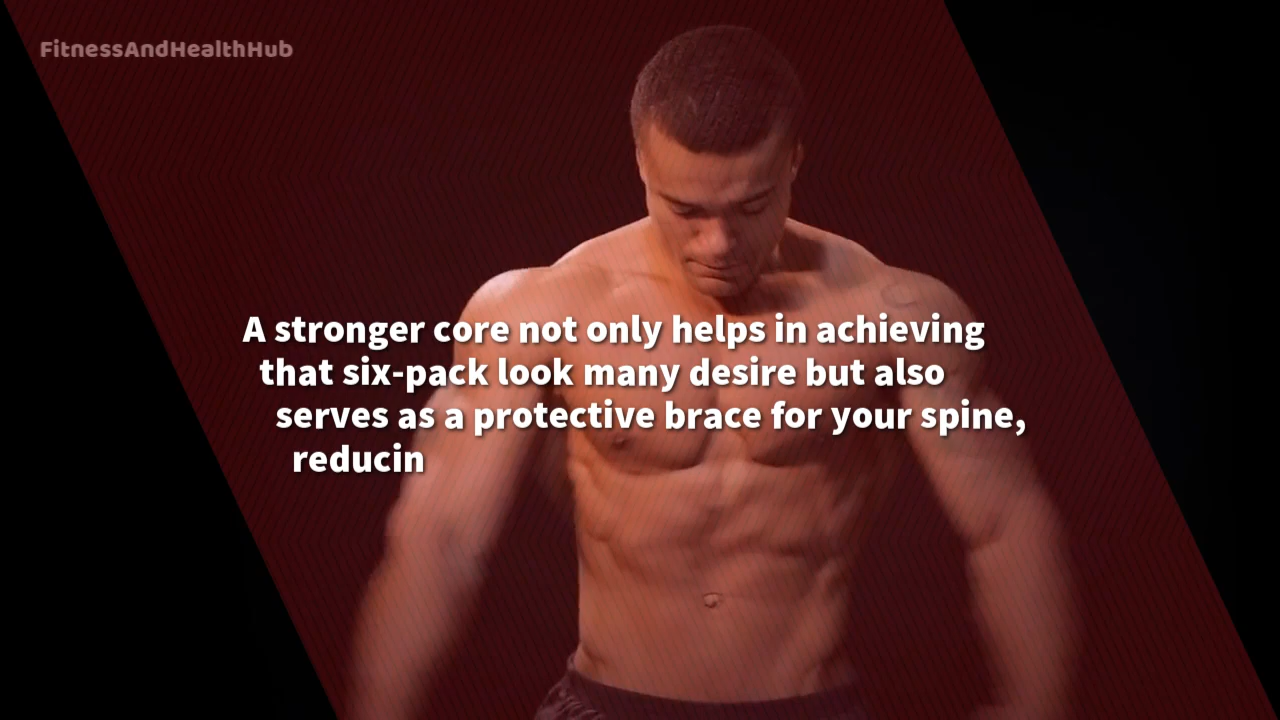 FitnessAndHealthHub
A stronger core not only helps in achieving
that six-pack look many desire but also
serves as a protective brace for your spine,
reducin